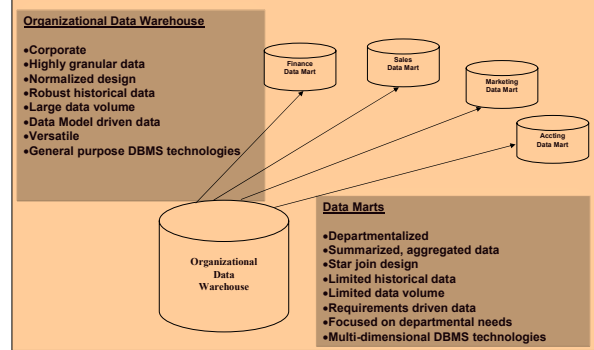 Organizational Data Warehouse
•Corporate
•Highly granular data
•Normalized design
•Robust historical data
•Large data volume
•Data Model driven data
•Versatile
•General purpose DBMS technologies
Finance
Data Mart
Sales
Data Mart
Marketing
Data Mart
Accting
Data Mart
Organizational
Data
Warehouse
Data Marts
•Departmentalized
•Summarized, aggregated data
•Star join design
•Limited historical data
•Limited data volume
•Requirements driven data
•Focused on departmental needs
•Multi-dimensional DBMS technologies